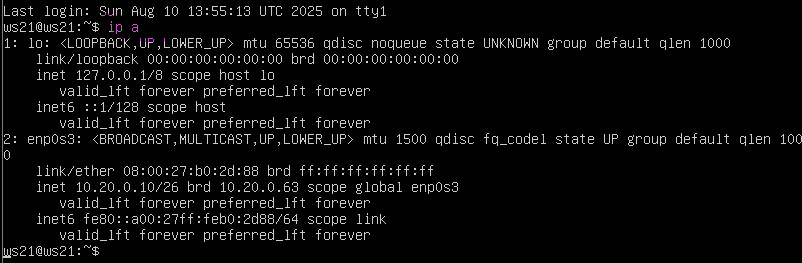 Last login: Sun Aug 10 13:55:13 UTC 2025 on tty1
ws21@ws21:~$ ip a
1: lo: <LOOPBACK,UP,LOWER_UP> mtu 65536 qdisc noqueue state UNKNOWN group default qlen 1000
    link/loopback 00:00:00:00:00:00 brd 00:00:00:00:00:00
    inet 127.0.0.1/8 scope host lo
       valid_lft forever preferred_lft forever
    inet6 ::1/128 scope host
       valid_lft forever preferred_lft forever
2: enp0s3: <BROADCAST,MULTICAST,UP,LOWER_UP> mtu 1500 qdisc fq_codel state UP group default qlen 100
0
    link/ether 08:00:27:b0:2d:88 brd ff:ff:ff:ff:ff:ff
    inet 10.20.0.10/26 brd 10.20.0.63 scope global enp0s3
       valid_lft forever preferred_lft forever
    inet6 fe80::a00:27ff:feb0:2d88/64 scope link
       valid_lft forever preferred_lft forever
ws21@ws21:~$